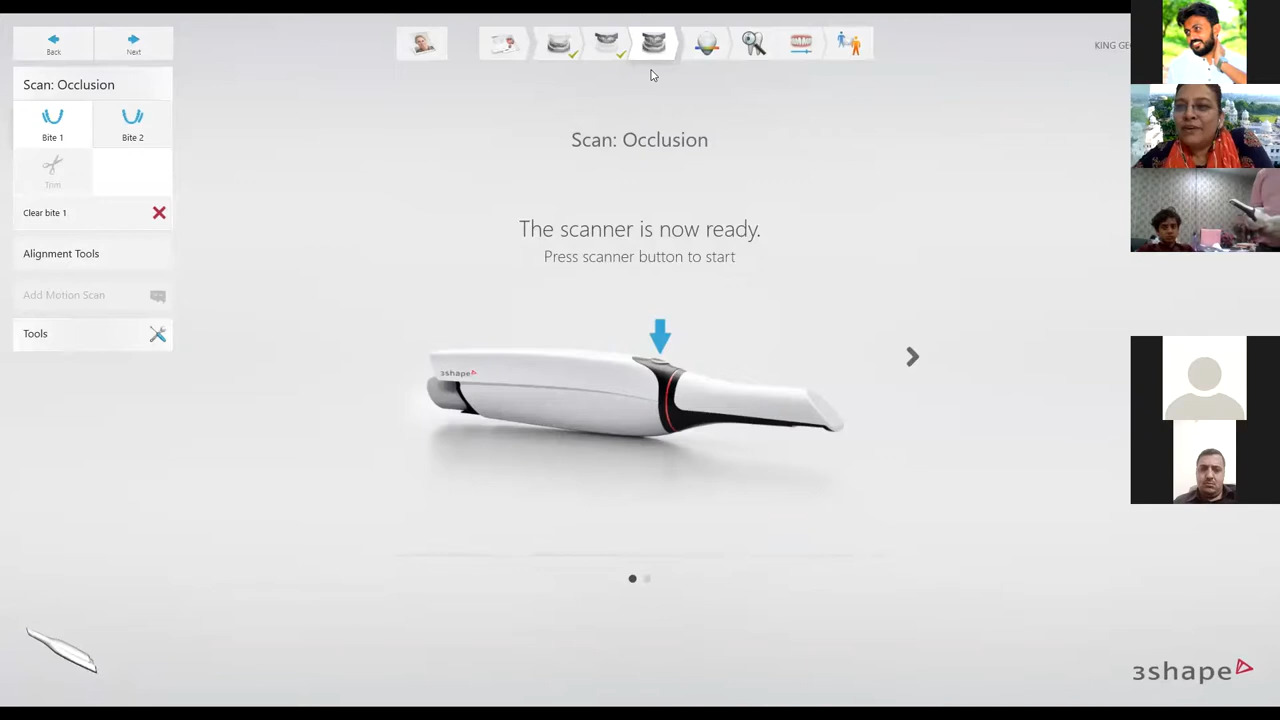 Back
Next
KING GE
Scan: Occlusion
Bite 1
Bite 2
Trim
Clear bite 1
Alignment Tools
Add Motion Scan
Tools
Scan: Occlusion
The scanner is now ready.
Press scanner button to start
3shape
3shape